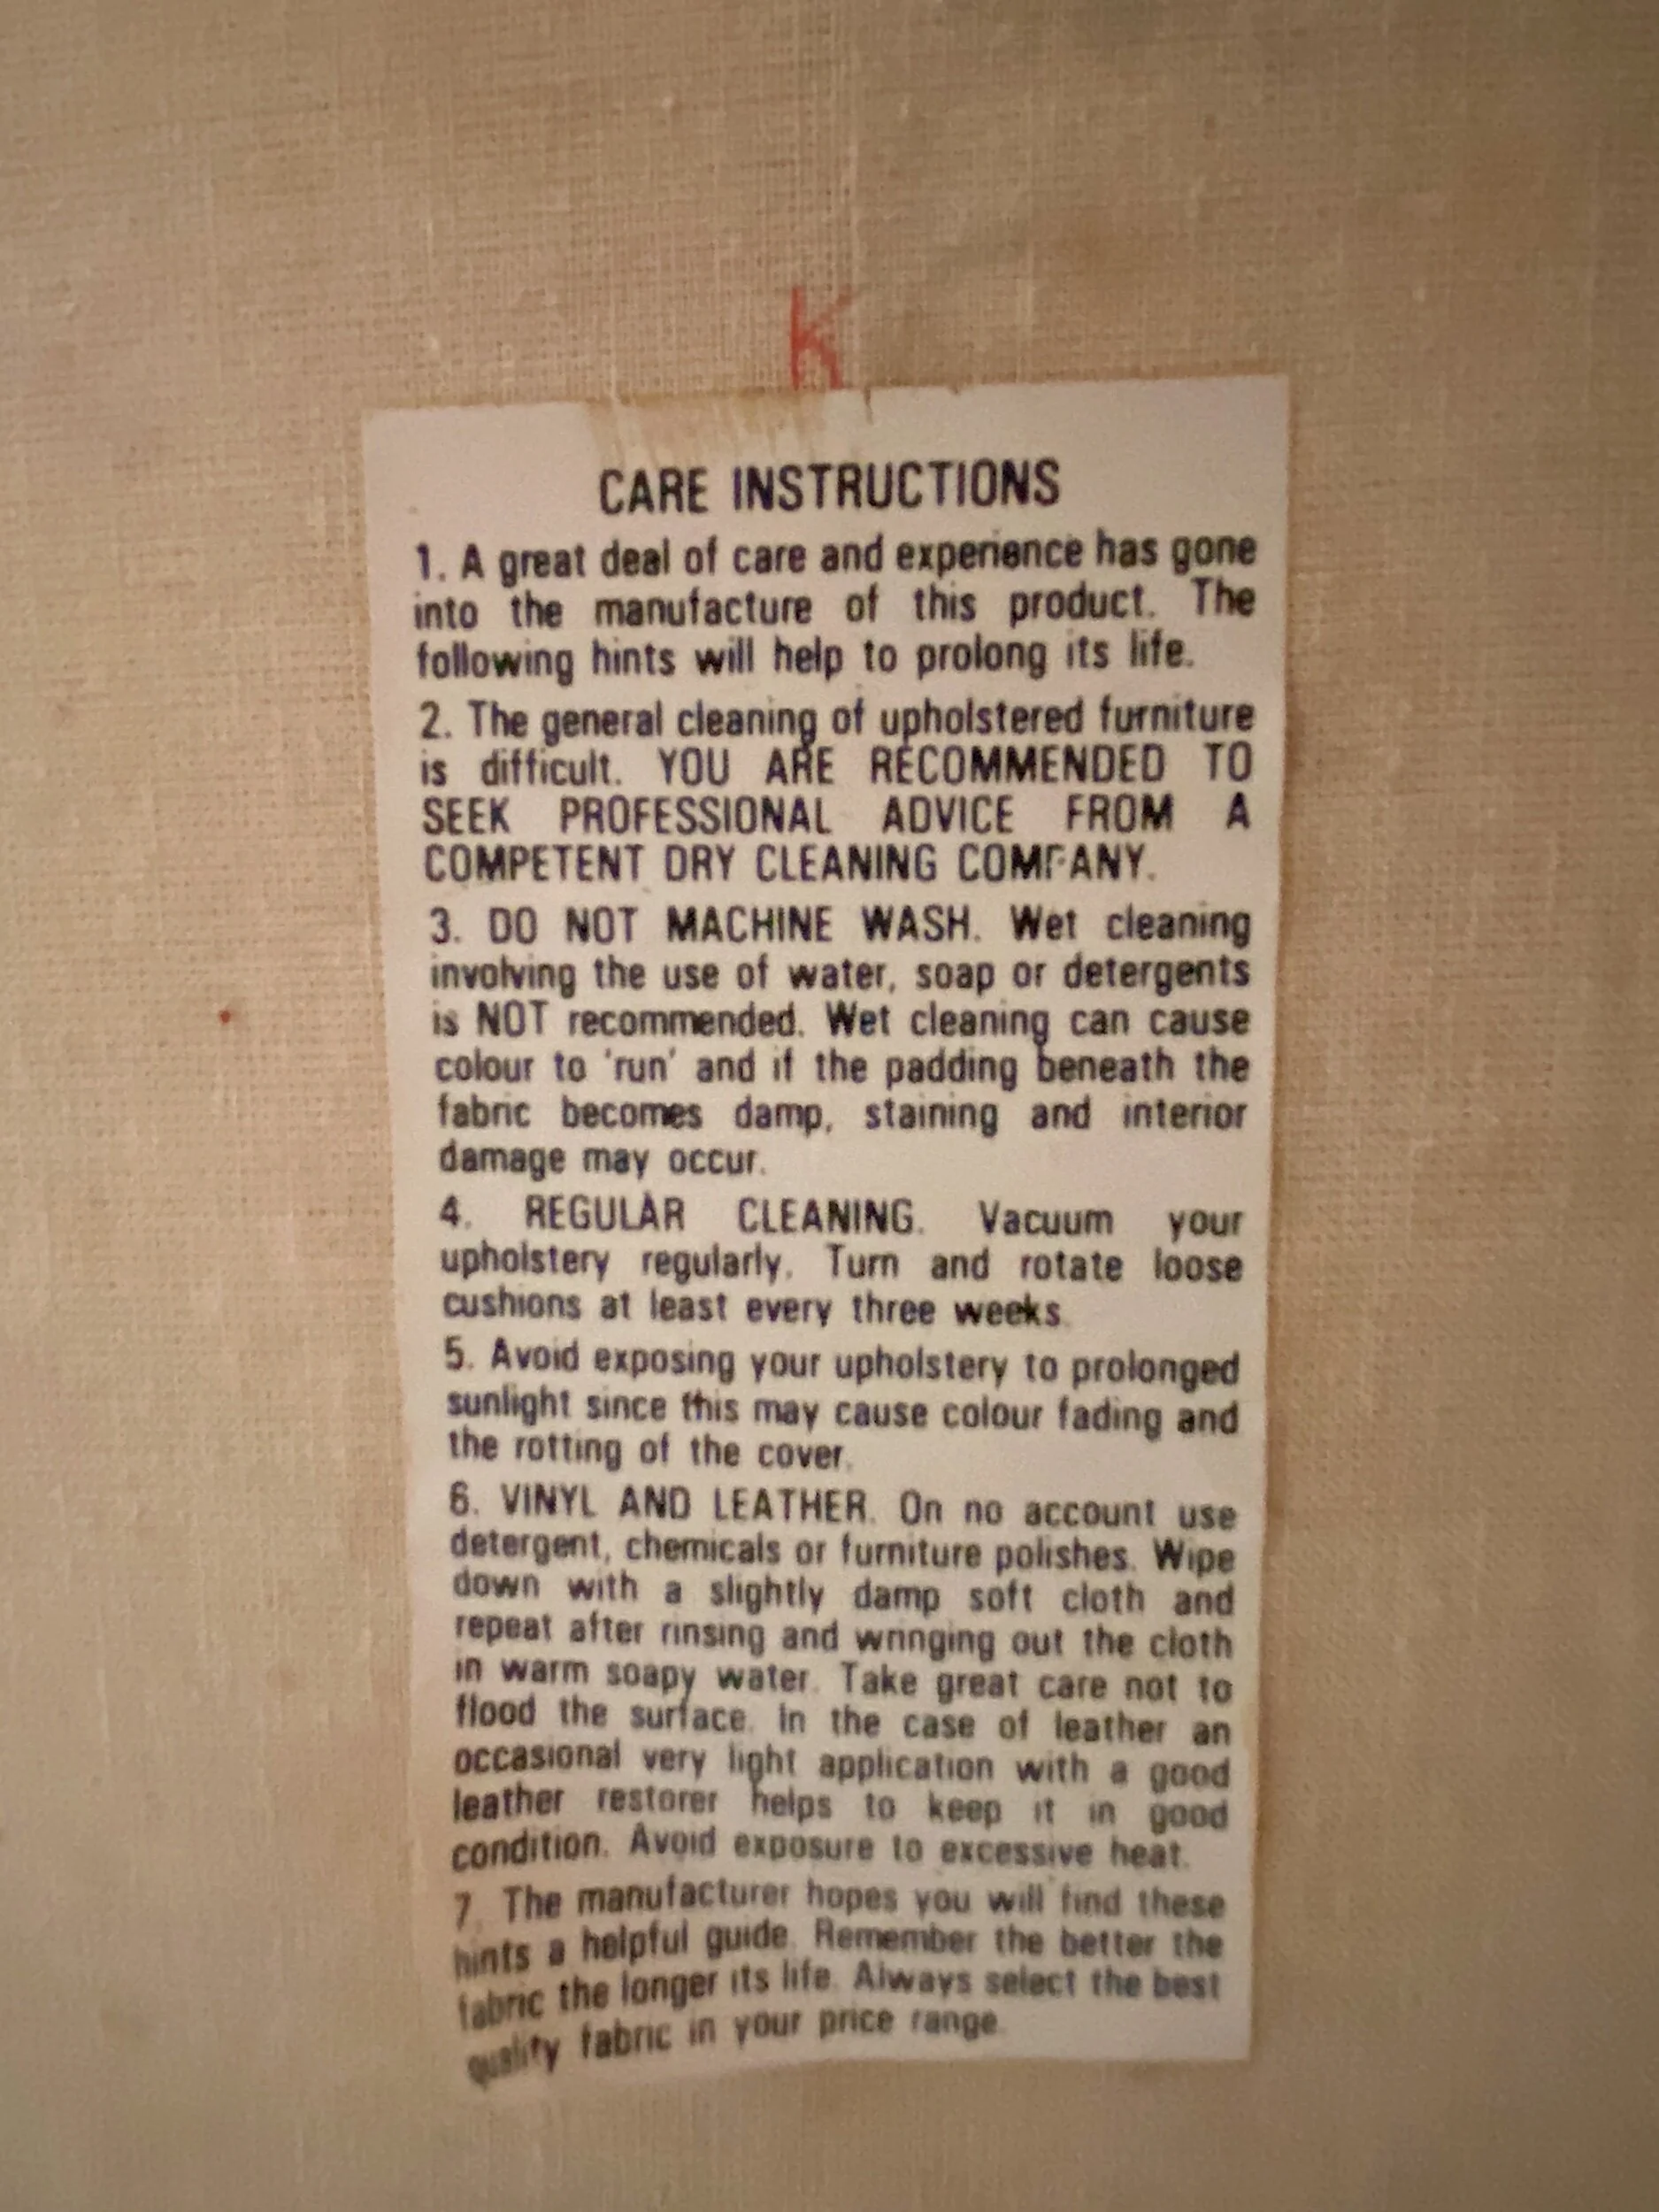 K
CARE INSTRUCTIONS
1. A great deal of care and experience has gone
into the manufacture of this product. The
following hints will help to prolong its life.
2. The general cleaning of upholstered furniture
is difficult. YOU ARE RECOMMENDED TO
SEEK PROFESSIONAL ADVICE FROM A
COMPETENT DRY CLEANING COMPANY.
3. DO NOT MACHINE WASH. Wet cleaning
involving the use of water, soap or detergents
is NOT recommended. Wet cleaning can cause
colour to 'run' and if the padding beneath the
fabric becomes damp, staining and interior
damage may occur.
4. REGULAR CLEANING. Vacuum your
upholstery regularly. Turn and rotate loose
cushions at least every three weeks.
5. Avoid exposing your upholstery to prolonged
sunlight since this may cause colour fading and
the rotting of the cover.
6. VINYL AND LEATHER. On no account use
detergent, chemicals or furniture polishes. Wipe
down with a slightly damp soft cloth and
repeat after rinsing and wringing out the cloth
in warm soapy water. Take great care not to
flood the surface. In the case of leather an
occasional very light application with a good
leather restorer helps to keep it in good
condition. Avoid exposure to excessive heat.
7. The manufacturer hopes you will find these
hints a helpful guide. Remember the better the
fabric the longer its life. Always select the best
quality fabric in your price range.